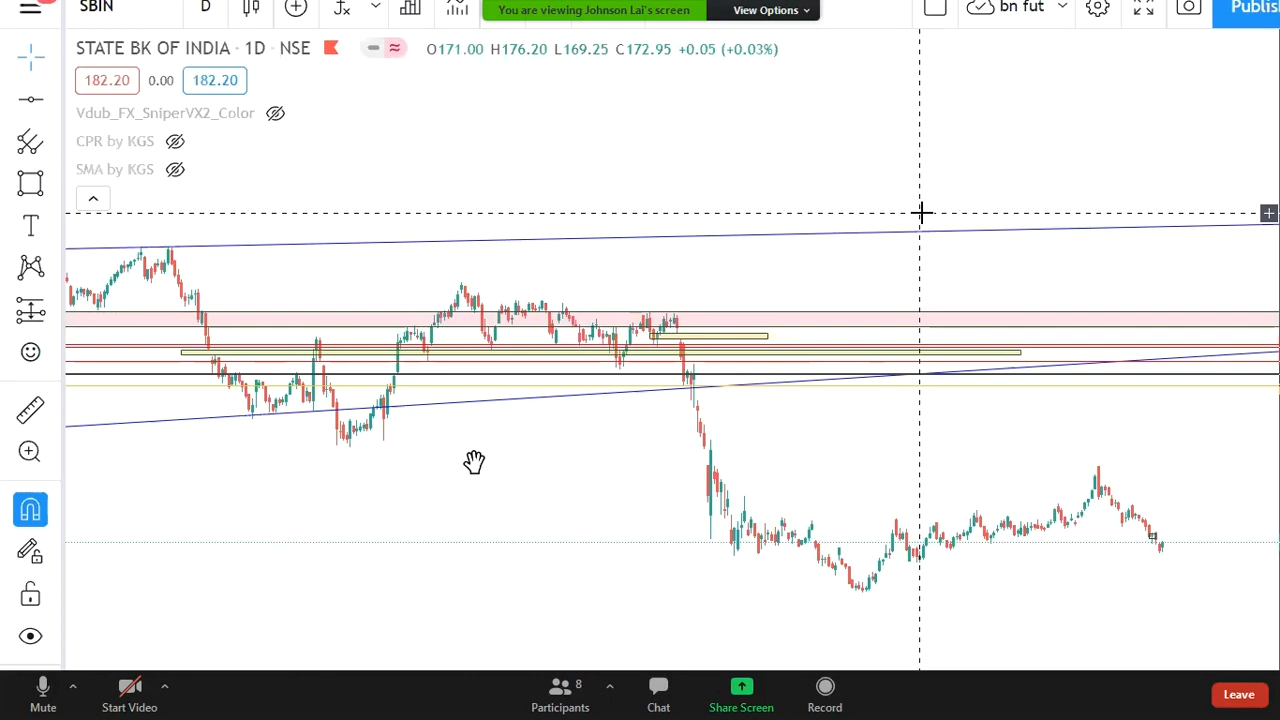 SBIN
D
You are viewing Johnson Lai's screen
View Options
bn fut
Publis
STATE BK OF INDIA · 1D · NSE
O171.00 H176.20 L169.25 C172.95 +0.05 (+0.03%)
182.20 0.00 182.20
Vdub_FX_SniperVX2_Color
CPR by KGS
SMA by KGS
Mute
Start Video
8
Participants
Chat
Share Screen
Record
Leave